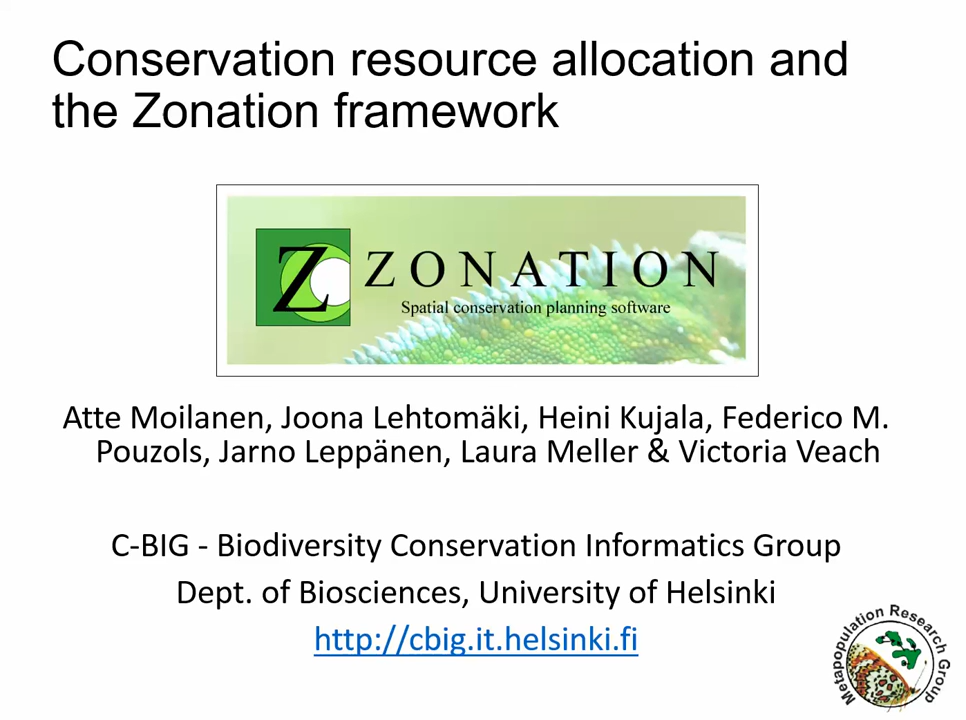 Conservation resource allocation and
the Zonation framework
Z
ZONATION
Spatial conservation planning software
Atte Moilanen, Joona Lehtomäki, Heini Kujala, Federico M.
Pouzols, Jarno Leppänen, Laura Meller & Victoria Veach
C-BIG - Biodiversity Conservation Informatics Group
Dept. of Biosciences, University of Helsinki
http://cbig.it.helsinki.fi
Metapopulation Research Group